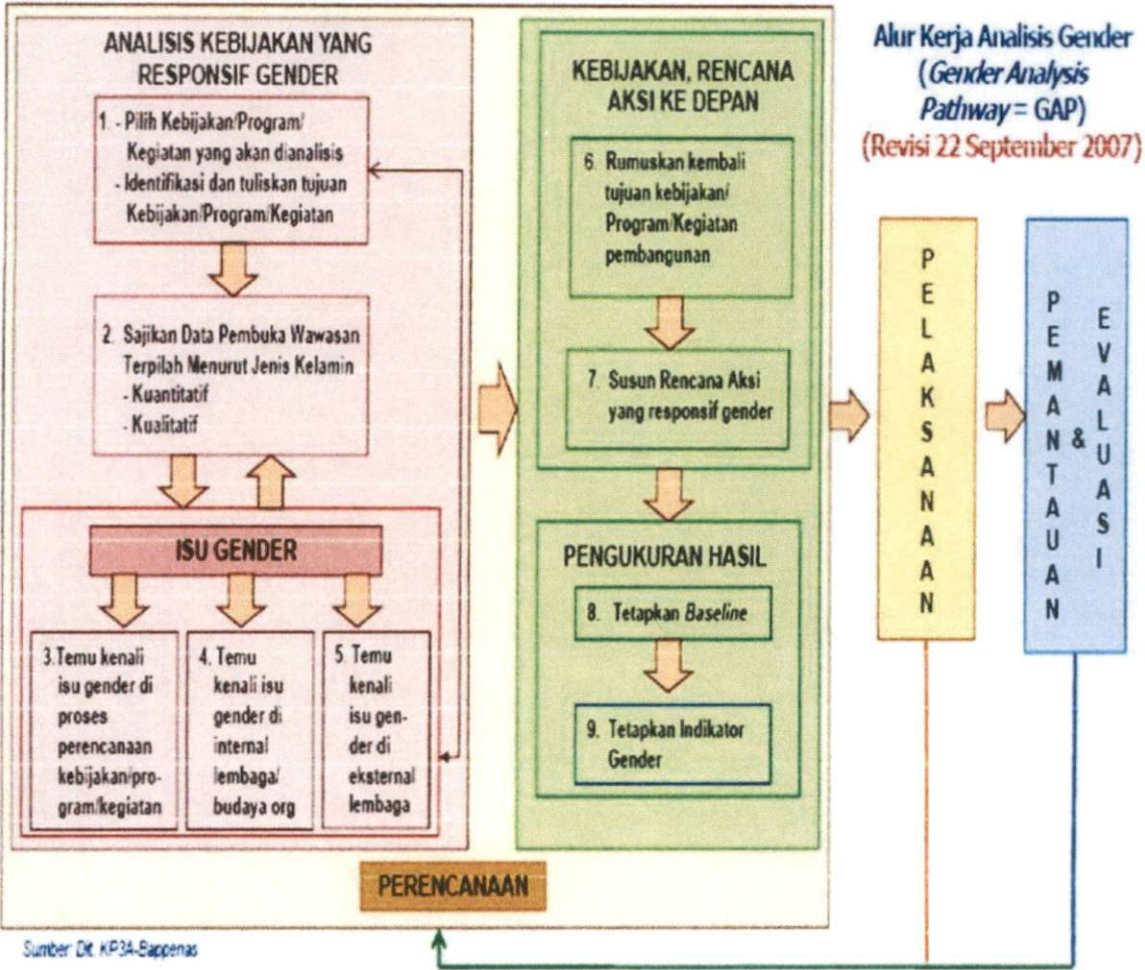 ANALISIS KEBIJAKAN YANG
RESPONSIF GENDER
1. - Pilih Kebijakan/Program/
Kegiatan yang akan dianalisis
- Identifikasi dan tuliskan tujuan
Kebijakan/Program/Kegiatan
2. Sajikan Data Pembuka Wawasan
Terpilah Menurut Jenis Kelamin
- Kuantitatif
- Kualitatif
ISU GENDER
3. Temu kenali
isu gender di
proses
perencanaan
kebijakan/pro-
gram/kegiatan
4. Temu
kenali isu
gender di
internal
lembaga/
budaya org
5. Temu
kenali
isu gen-
der di
eksternal
lembaga
KEBIJAKAN, RENCANA
AKSI KE DEPAN
6. Rumuskan kembali
tujuan kebijakan/
Program/Kegiatan
pembangunan
7. Susun Rencana Aksi
yang responsif gender
PENGUKURAN HASIL
8. Tetapkan Baseline
9. Tetapkan Indikator
Gender
PERENCANAAN
Alur Kerja Analisis Gender
(Gender Analysis
Pathway = GAP)
(Revisi 22 September 2007)
PELAKSANAAN
PEMANTAUAN
&
EVALUASI
Sumber: Dit. KP3A-Bappenas